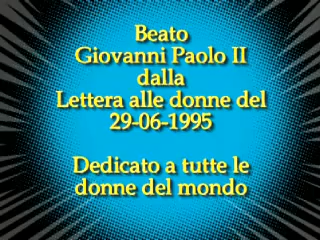 Beato
Giovanni Paolo II
dalla
Lettera alle donne del
29-06-1995
Dedicato a tutte le
donne del mondo